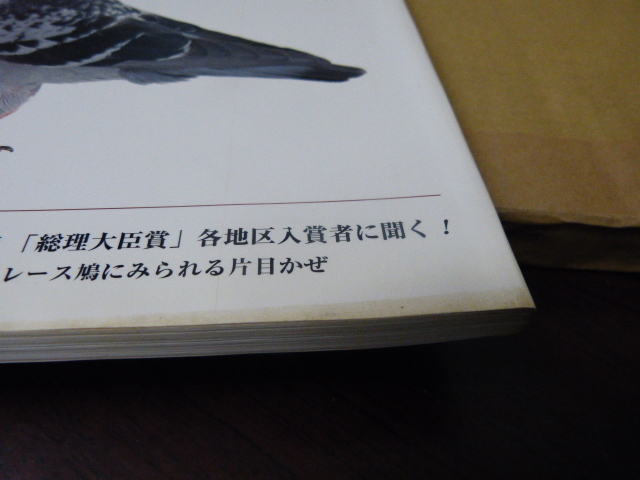 「総理大臣賞」各地区入賞者に聞く!
レース鳩にみられる片目かぜ